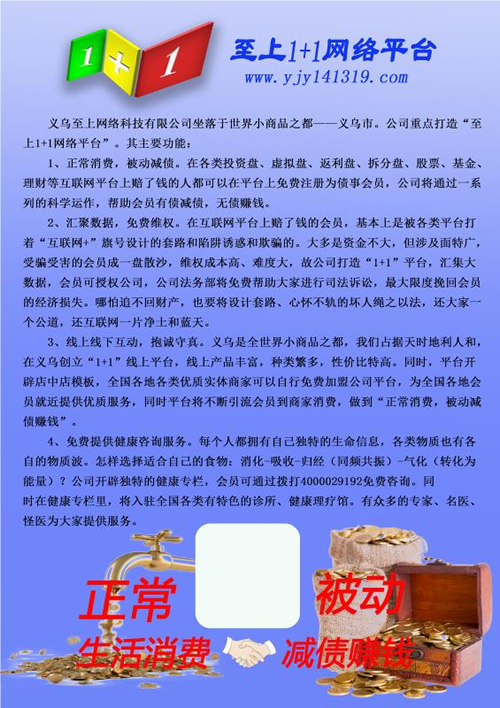 1+1
至上1+1网络平台
www.yjy141319.com
义乌至上网络科技有限公司坐落于世界小商品之都——义乌市。公司重点打造“至
上1+1网络平台”。其主要功能:
1、正常消费,被动减债。在各类投资盘、虚拟盘、返利盘、拆分盘、股票、基金、
理财等互联网平台上赔了钱的人都可以在平台上免费注册为债事会员,公司将通过一系
列的科学运作,帮助会员有债减债,无债赚钱。
2、汇聚数据,免费维权。在互联网平台上赔了钱的会员,基本上是被各类平台打
着“互联网+”旗号设计的套路和陷阱诱惑和欺骗的。大多是资金不大,但涉及面特广,
受骗受害的会员成一盘散沙,维权成本高、难度大,故公司打造“1+1”平台,汇集大
数据,会员可授权公司,公司法务部将免费帮助大家进行司法诉讼,最大限度挽回会员
的经济损失。哪怕追不回财产,也要将设计套路、心怀不轨的坏人绳之以法,还大家一
个公道,还互联网一片净土和蓝天。
3、线上线下互动,抱诚守真。义乌是全世界小商品之都,我们占据天时地利人和,
在义乌创立“1+1”线上平台,线上产品丰富,种类繁多,性价比特高。同时,平台开
辟店中店模板,全国各地各类优质实体商家可以自行免费加盟公司平台,为全国各地会
员就近提供优质服务,同时平台将不断引流会员到商家消费,做到“正常消费,被动减
债赚钱”。
4、免费提供健康咨询服务。每个人都拥有自己独特的生命信息,各类物质也有各
自的物质波。怎样选择适合自己的食物:消化-吸收-归经(同频共振)-气化(转化为
能量)?公司开辟独特的健康专栏,会员可通过拨打4000029192免费咨询。同
时在健康专栏里,将入驻全国各类有特色的诊所、健康理疗馆。有众多的专家、名医、
怪医为大家提供服务。
正常 被动
生活消费 减债赚钱